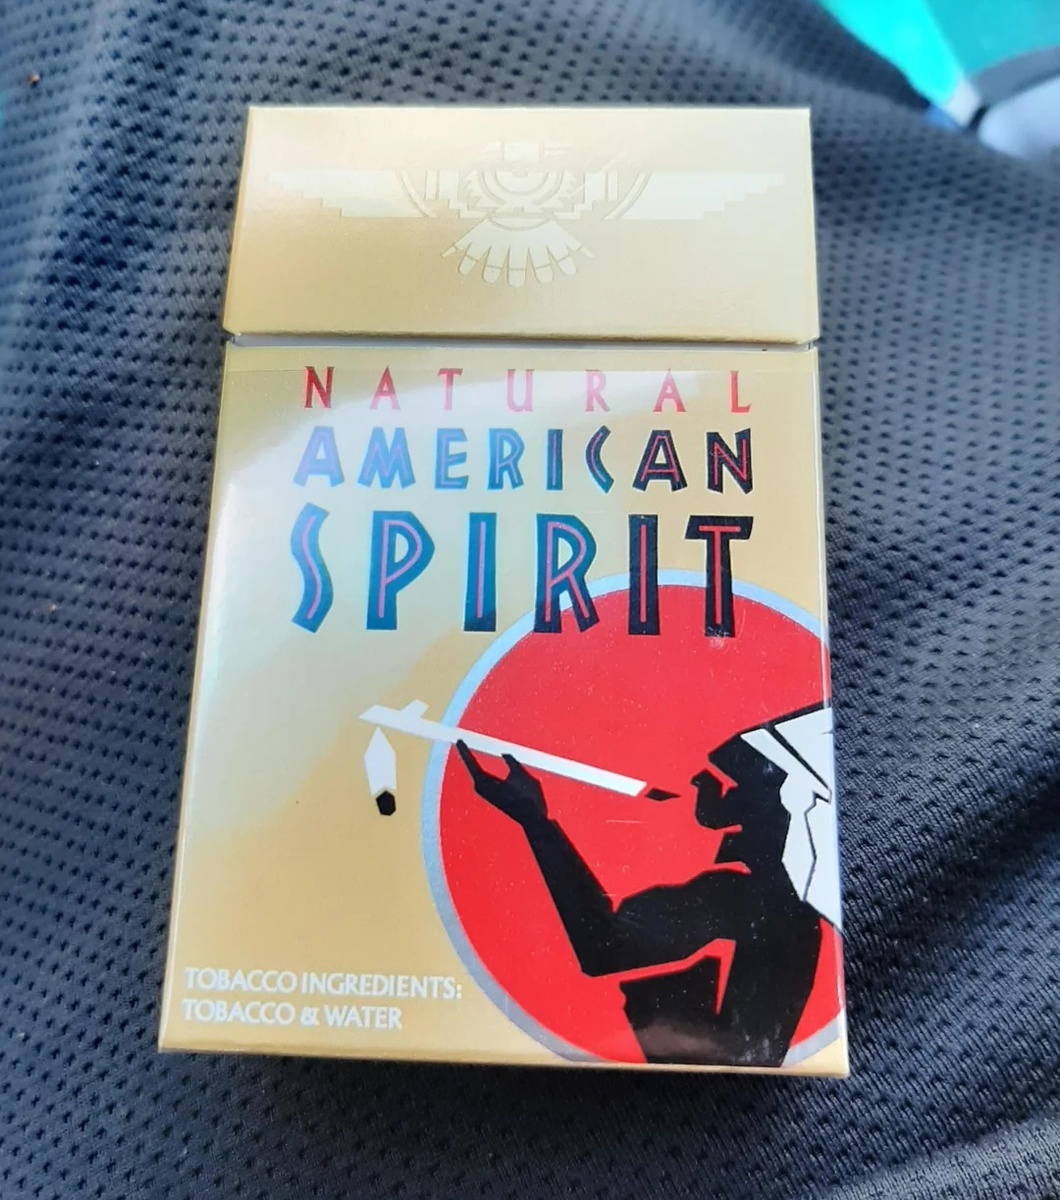 NATURAL
AMERICAN
SPIRIT
TOBACCO INGREDIENTS:
TOBACCO & WATER